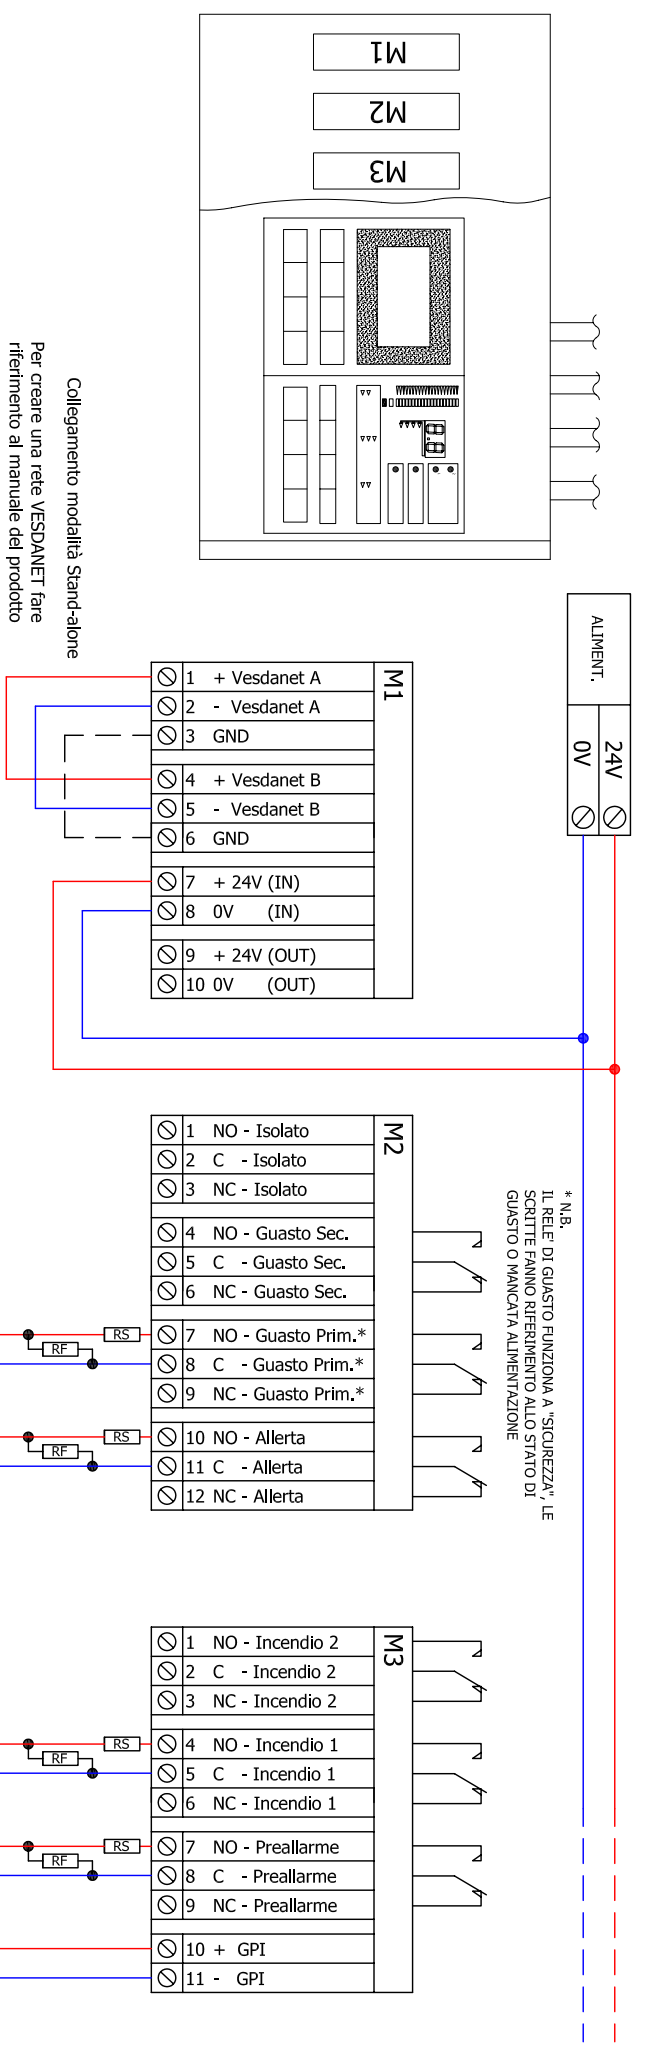 M1
M2
M3
Collegamento modalità Stand-alone
Per creare una rete VESDANET fare
riferimento al manuale del prodotto
ALIMENT.
24V
0V
M1
1 + Vesdanet A
2 - Vesdanet A
3 GND
4 + Vesdanet B
5 - Vesdanet B
6 GND
7 + 24V (IN)
8 0V (IN)
9 + 24V (OUT)
10 0V (OUT)
* N.B.
IL RELE' DI GUASTO FUNZIONA A "SICUREZZA", LE
SCRITTE FANNO RIFERIMENTO ALLO STATO DI
GUASTO O MANCATA ALIMENTAZIONE
M2
1 NO - Isolato
2 C - Isolato
3 NC - Isolato
4 NO - Guasto Sec.
5 C - Guasto Sec.
6 NC - Guasto Sec.
7 NO - Guasto Prim.*
8 C - Guasto Prim.*
9 NC - Guasto Prim.*
10 NO - Allerta
11 C - Allerta
12 NC - Allerta
RS
RF
RS
RF
M3
1 NO - Incendio 2
2 C - Incendio 2
3 NC - Incendio 2
4 NO - Incendio 1
5 C - Incendio 1
6 NC - Incendio 1
7 NO - Preallarme
8 C - Preallarme
9 NC - Preallarme
10 + GPI
11 - GPI
RS
RF
RS
RF